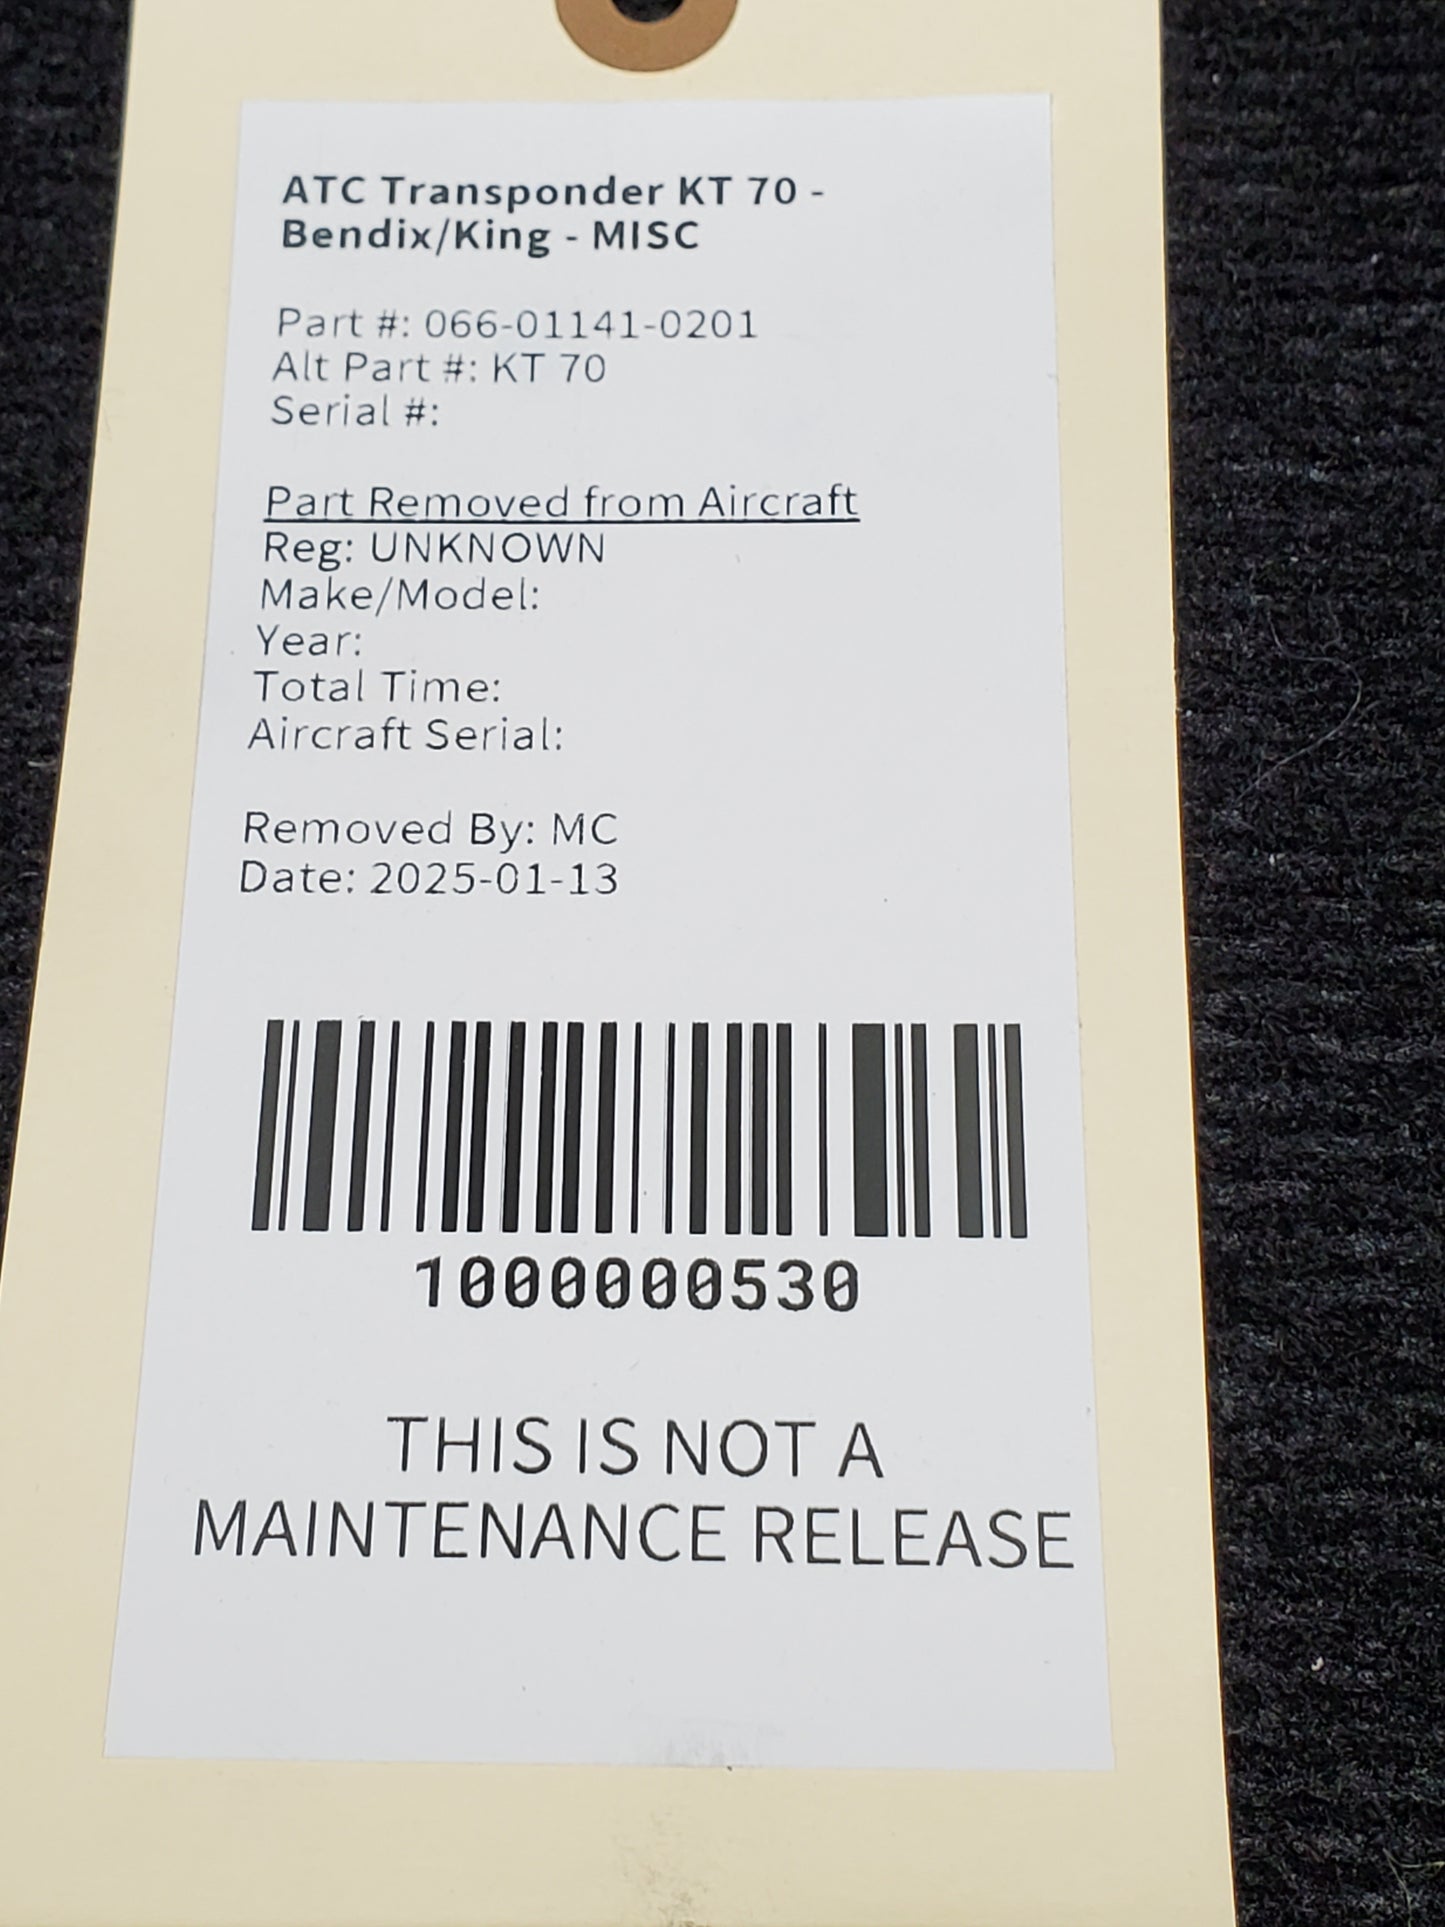 ATC Transponder KT 70 -
Bendix/King - MISC
Part #: 066-01141-0201
Alt Part #: KT 70
Serial #:
Part Removed from Aircraft
Reg: UNKNOWN
Make/Model:
Year:
Total Time:
Aircraft Serial:
Removed By: MC
Date: 2025-01-13
1000000530
THIS IS NOT A
MAINTENANCE RELEASE